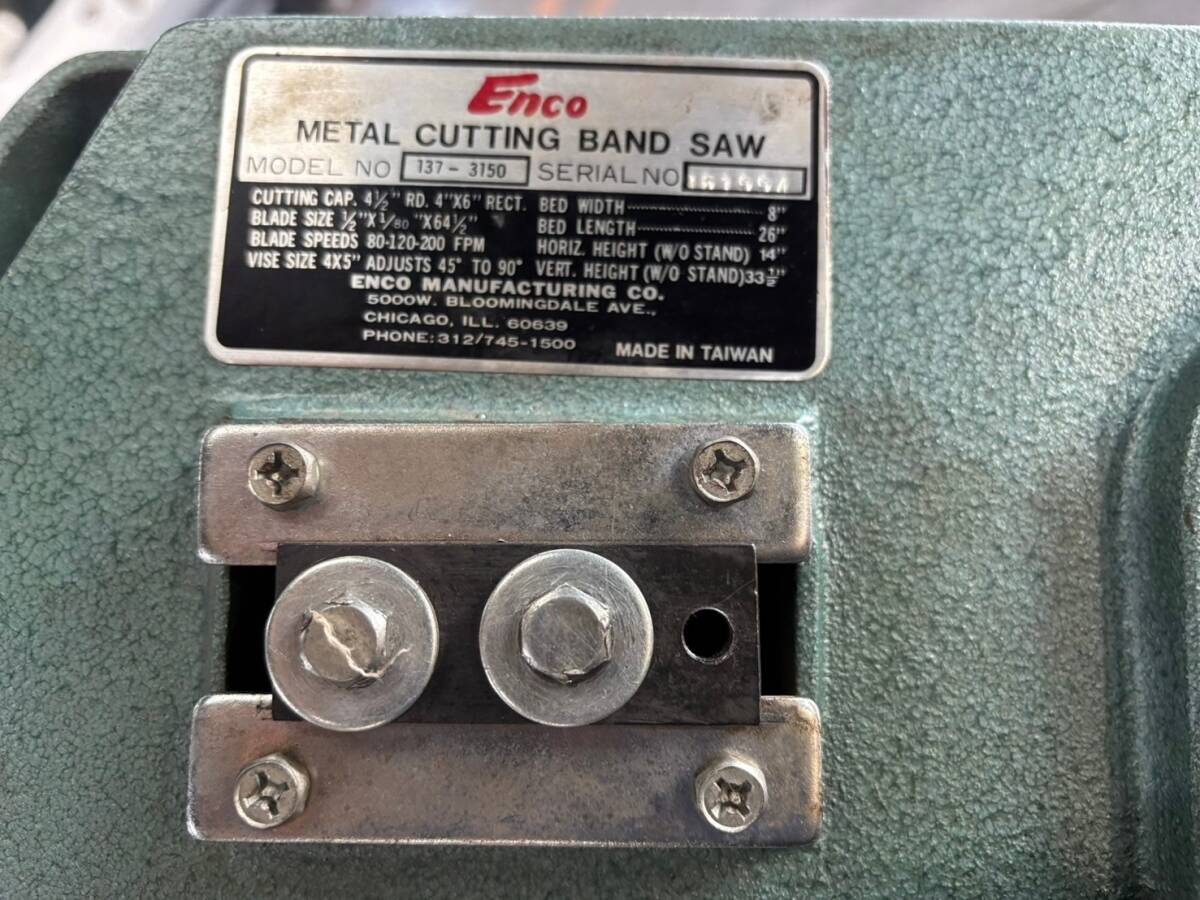 Enco
METAL CUTTING BAND SAW
MODEL NO 137-3150 SERIAL NO
CUTTING CAP. 4½" RD. 4"X6" RECT. BED WIDTH 8"
BLADE SIZE ½"X1/80 "X64½" BED LENGTH 26"
BLADE SPEEDS 80-120-200 FPM HORIZ. HEIGHT (W/O STAND) 14"
VISE SIZE 4X5" ADJUSTS 45° TO 90° VERT. HEIGHT (W/O STAND) 33½"
ENCO MANUFACTURING CO.
5000W. BLOOMINGDALE AVE.,
CHICAGO, ILL. 60639
PHONE: 312/745-1500 MADE IN TAIWAN